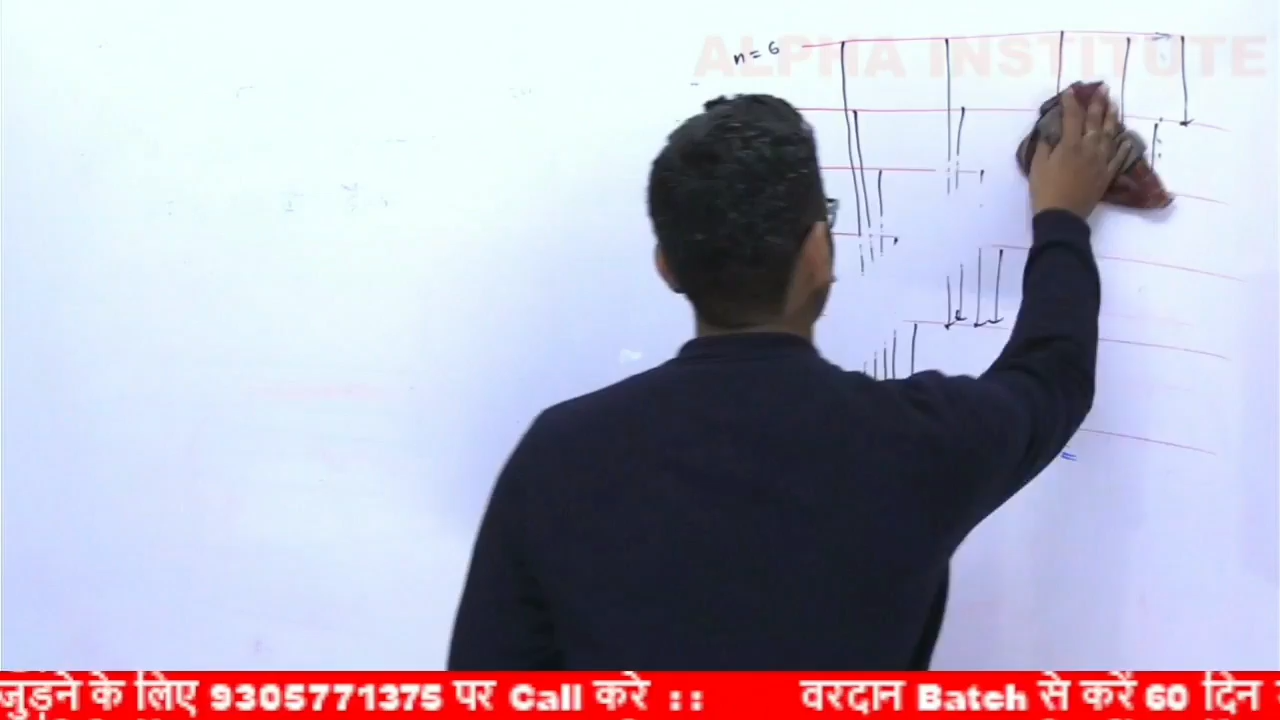 ALPHA INSTITUTE
n = 6
जुड़ने के लिए 9305771375 पर Call करे :: वरदान Batch से करें 60 दिन